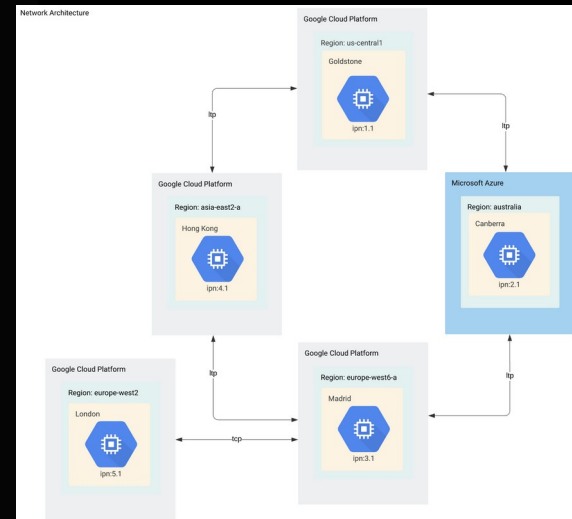 Network Architecture
Google Cloud Platform
Region: us-central1
Goldstone
ipn:1.1
ltp
ltp
Google Cloud Platform
Region: asia-east2-a
Hong Kong
ipn:4.1
Microsoft Azure
Region: australia
Canberra
ipn:2.1
ltp
ltp
Google Cloud Platform
Region: europe-west6-a
Madrid
ipn:3.1
Google Cloud Platform
Region: europe-west2
London
ipn:5.1
tcp